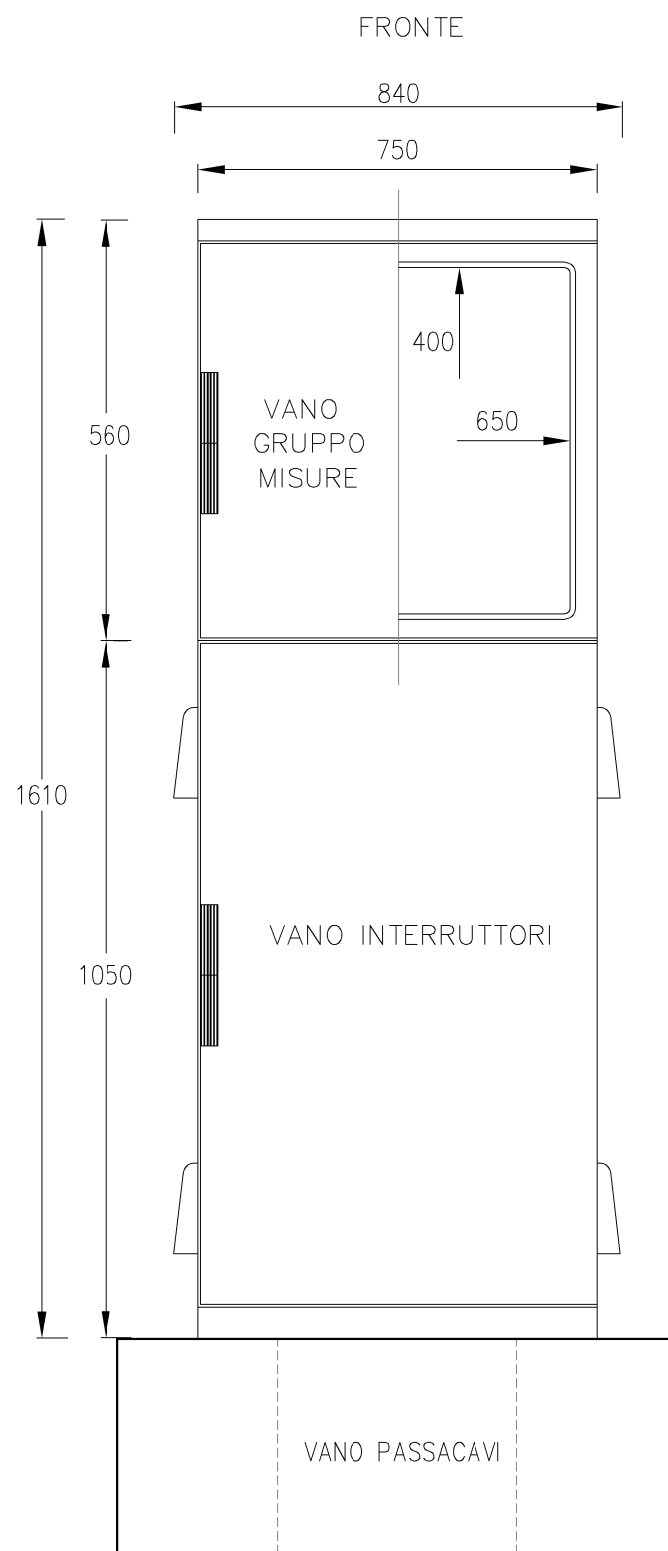 FRONTE
840
750
400
650
VANO
GRUPPO
MISURE
560
1610
VANO INTERRUTTORI
1050
VANO PASSACAVI